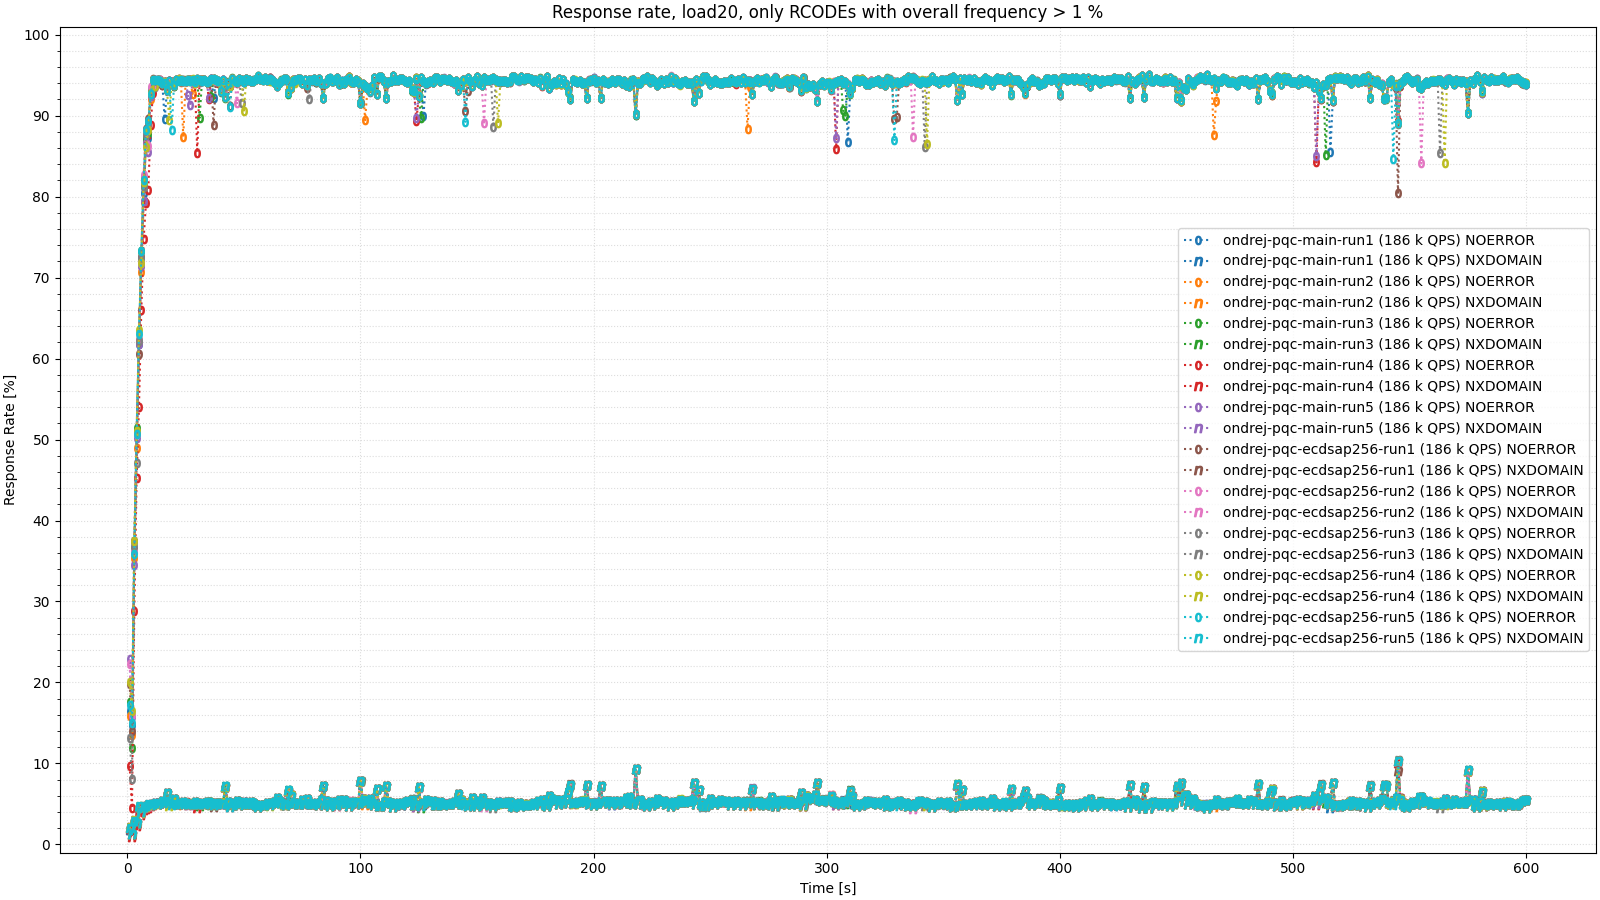 Response rate, load20, only RCODEs with overall frequency > 1 %
100
90
80
70
60
50
40
30
20
10
0
Response Rate [%]
ondrej-pqc-main-run1 (186 k QPS) NOERROR
ondrej-pqc-main-run1 (186 k QPS) NXDOMAIN
ondrej-pqc-main-run2 (186 k QPS) NOERROR
ondrej-pqc-main-run2 (186 k QPS) NXDOMAIN
ondrej-pqc-main-run3 (186 k QPS) NOERROR
ondrej-pqc-main-run3 (186 k QPS) NXDOMAIN
ondrej-pqc-main-run4 (186 k QPS) NOERROR
ondrej-pqc-main-run4 (186 k QPS) NXDOMAIN
ondrej-pqc-main-run5 (186 k QPS) NOERROR
ondrej-pqc-main-run5 (186 k QPS) NXDOMAIN
ondrej-pqc-ecdsap256-run1 (186 k QPS) NOERROR
ondrej-pqc-ecdsap256-run1 (186 k QPS) NXDOMAIN
ondrej-pqc-ecdsap256-run2 (186 k QPS) NOERROR
ondrej-pqc-ecdsap256-run2 (186 k QPS) NXDOMAIN
ondrej-pqc-ecdsap256-run3 (186 k QPS) NOERROR
ondrej-pqc-ecdsap256-run3 (186 k QPS) NXDOMAIN
ondrej-pqc-ecdsap256-run4 (186 k QPS) NOERROR
ondrej-pqc-ecdsap256-run4 (186 k QPS) NXDOMAIN
ondrej-pqc-ecdsap256-run5 (186 k QPS) NOERROR
ondrej-pqc-ecdsap256-run5 (186 k QPS) NXDOMAIN
0 100 200 300 400 500 600
Time [s]